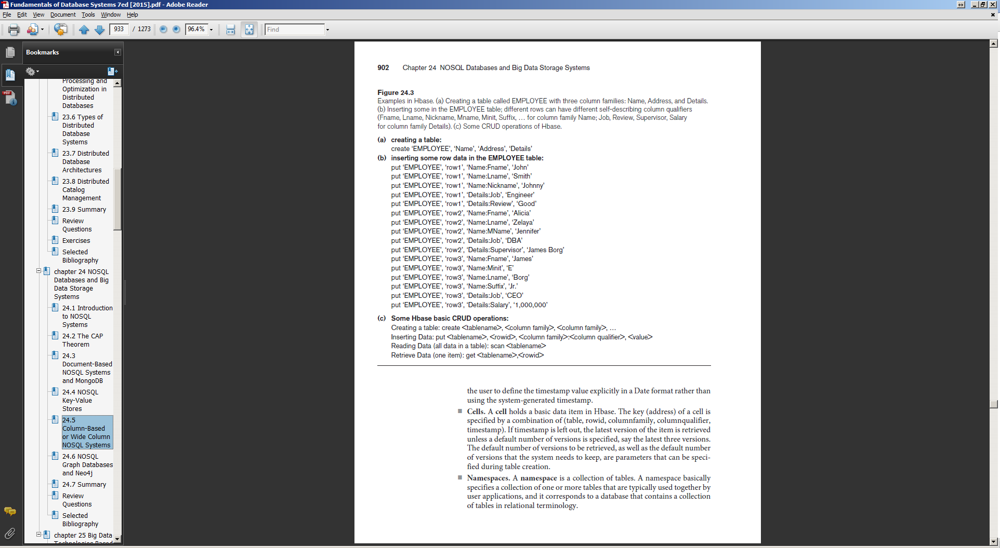 Fundamentals of Database Systems 7ed [2015].pdf - Adobe Reader
File Edit View Document Tools Window Help
933 / 1273 96.4% Find
Bookmarks
Processing and
Optimization in
Distributed
Databases
23.6 Types of
Distributed
Database
Systems
23.7 Distributed
Database
Architectures
23.8 Distributed
Catalog
Management
23.9 Summary
Review
Questions
Exercises
Selected
Bibliography
chapter 24 NOSQL
Databases and Big
Data Storage
Systems
24.1 Introduction
to NOSQL
Systems
24.2 The CAP
Theorem
24.3
Document-Based
NOSQL Systems
and MongoDB
24.4 NOSQL
Key-Value
Stores
24.5
Column-Based
or Wide Column
NOSQL Systems
24.6 NOSQL
Graph Databases
and Neo4j
24.7 Summary
Review
Questions
Selected
Bibliography
chapter 25 Big Data
Technologies Based
902 Chapter 24 NOSQL Databases and Big Data Storage Systems
Figure 24.3
Examples in Hbase. (a) Creating a table called EMPLOYEE with three column families: Name, Address, and Details.
(b) Inserting some in the EMPLOYEE table; different rows can have different self-describing column qualifiers
(Fname, Lname, Nickname, Mname, Minit, Suffix, … for column family Name; Job, Review, Supervisor, Salary
for column family Details). (c) Some CRUD operations of Hbase.
(a) creating a table:
create ‘EMPLOYEE’, ‘Name’, ‘Address’, ‘Details’
(b) inserting some row data in the EMPLOYEE table:
put ‘EMPLOYEE’, ‘row1’, ‘Name:Fname’, ‘John’
put ‘EMPLOYEE’, ‘row1’, ‘Name:Lname’, ‘Smith’
put ‘EMPLOYEE’, ‘row1’, ‘Name:Nickname’, ‘Johnny’
put ‘EMPLOYEE’, ‘row1’, ‘Details:Job’, ‘Engineer’
put ‘EMPLOYEE’, ‘row1’, ‘Details:Review’, ‘Good’
put ‘EMPLOYEE’, ‘row2’, ‘Name:Fname’, ‘Alicia’
put ‘EMPLOYEE’, ‘row2’, ‘Name:Lname’, ‘Zelaya’
put ‘EMPLOYEE’, ‘row2’, ‘Name:MName’, ‘Jennifer’
put ‘EMPLOYEE’, ‘row2’, ‘Details:Job’, ‘DBA’
put ‘EMPLOYEE’, ‘row2’, ‘Details:Supervisor’, ‘James Borg’
put ‘EMPLOYEE’, ‘row3’, ‘Name:Fname’, ‘James’
put ‘EMPLOYEE’, ‘row3’, ‘Name:Minit’, ‘E’
put ‘EMPLOYEE’, ‘row3’, ‘Name:Lname’, ‘Borg’
put ‘EMPLOYEE’, ‘row3’, ‘Name:Suffix’, ‘Jr.’
put ‘EMPLOYEE’, ‘row3’, ‘Details:Job’, ‘CEO’
put ‘EMPLOYEE’, ‘row3’, ‘Details:Salary’, ‘1,000,000’
(c) Some Hbase basic CRUD operations:
Creating a table: create <tablename>, <column family>, <column family>, …
Inserting Data: put <tablename>, <rowid>, <column family>:<column qualifier>, <value>
Reading Data (all data in a table): scan <tablename>
Retrieve Data (one item): get <tablename>,<rowid>
the user to define the timestamp value explicitly in a Date format rather than
using the system-generated timestamp.
■ Cells. A cell holds a basic data item in Hbase. The key (address) of a cell is
specified by a combination of (table, rowid, columnfamily, columnqualifier,
timestamp). If timestamp is left out, the latest version of the item is retrieved
unless a default number of versions is specified, say the latest three versions.
The default number of versions to be retrieved, as well as the default number
of versions that the system needs to keep, are parameters that can be speci-
fied during table creation.
■ Namespaces. A namespace is a collection of tables. A namespace basically
specifies a collection of one or more tables that are typically used together by
user applications, and it corresponds to a database that contains a collection
of tables in relational terminology.